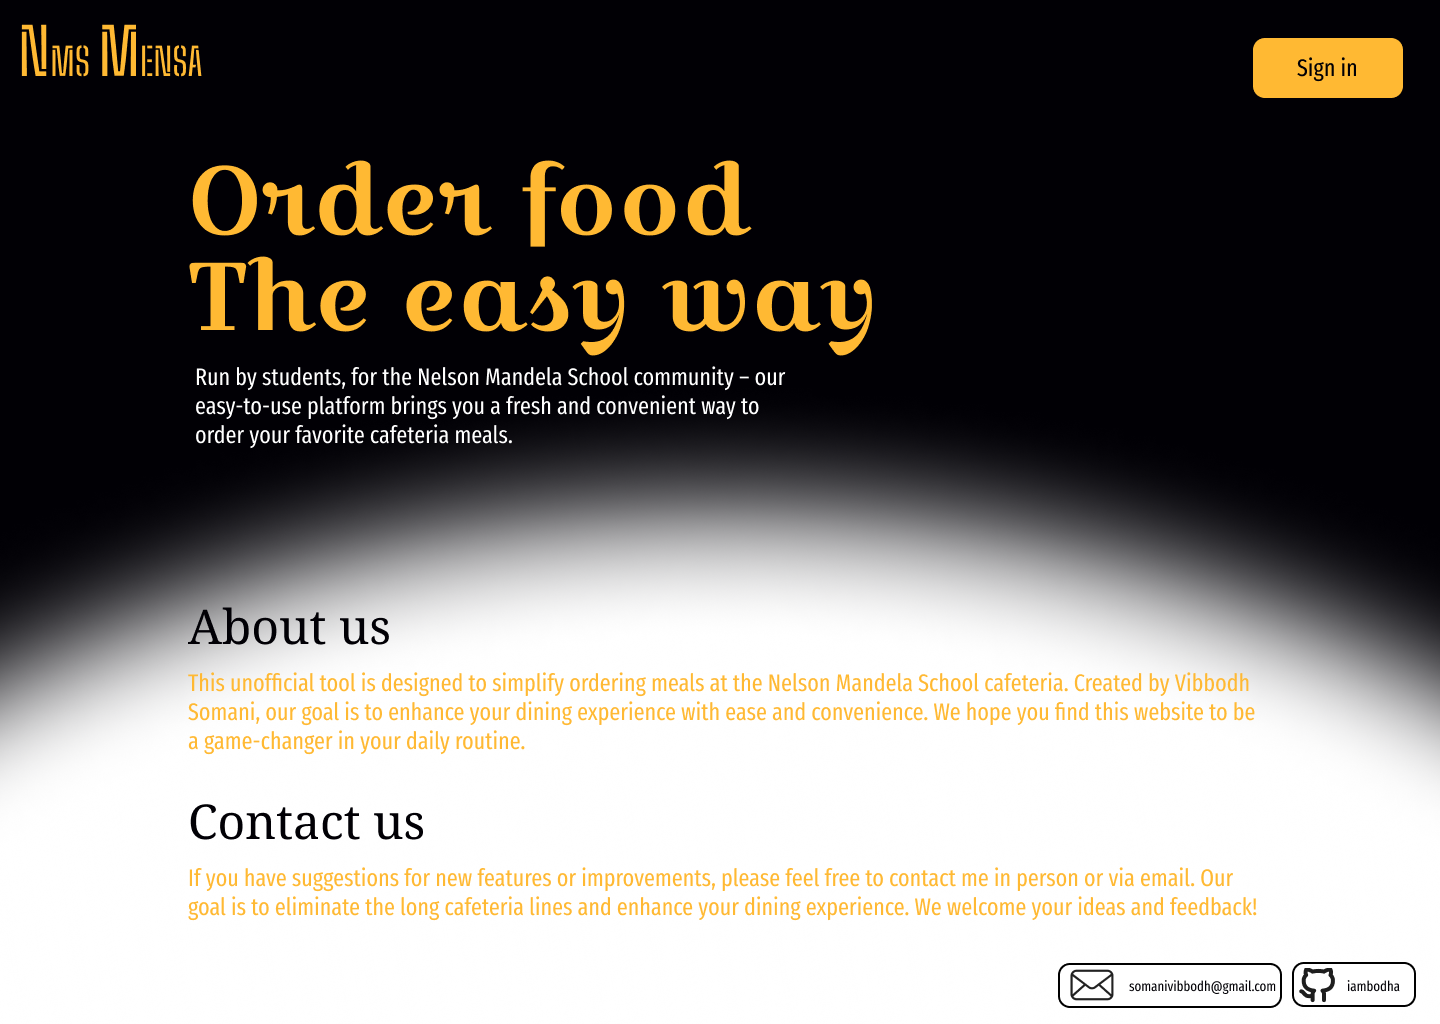 Nms Mensa
Sign in
Order food
The easy way
Run by students, for the Nelson Mandela School community – our
easy-to-use platform brings you a fresh and convenient way to
order your favorite cafeteria meals.
About us
This unofficial tool is designed to simplify ordering meals at the Nelson Mandela School cafeteria. Created by Vibbodh
Somani, our goal is to enhance your dining experience with ease and convenience. We hope you find this website to be
a game-changer in your daily routine.
Contact us
If you have suggestions for new features or improvements, please feel free to contact me in person or via email. Our
goal is to eliminate the long cafeteria lines and enhance your dining experience. We welcome your ideas and feedback!
somanivibbodh@gmail.com
iambodha